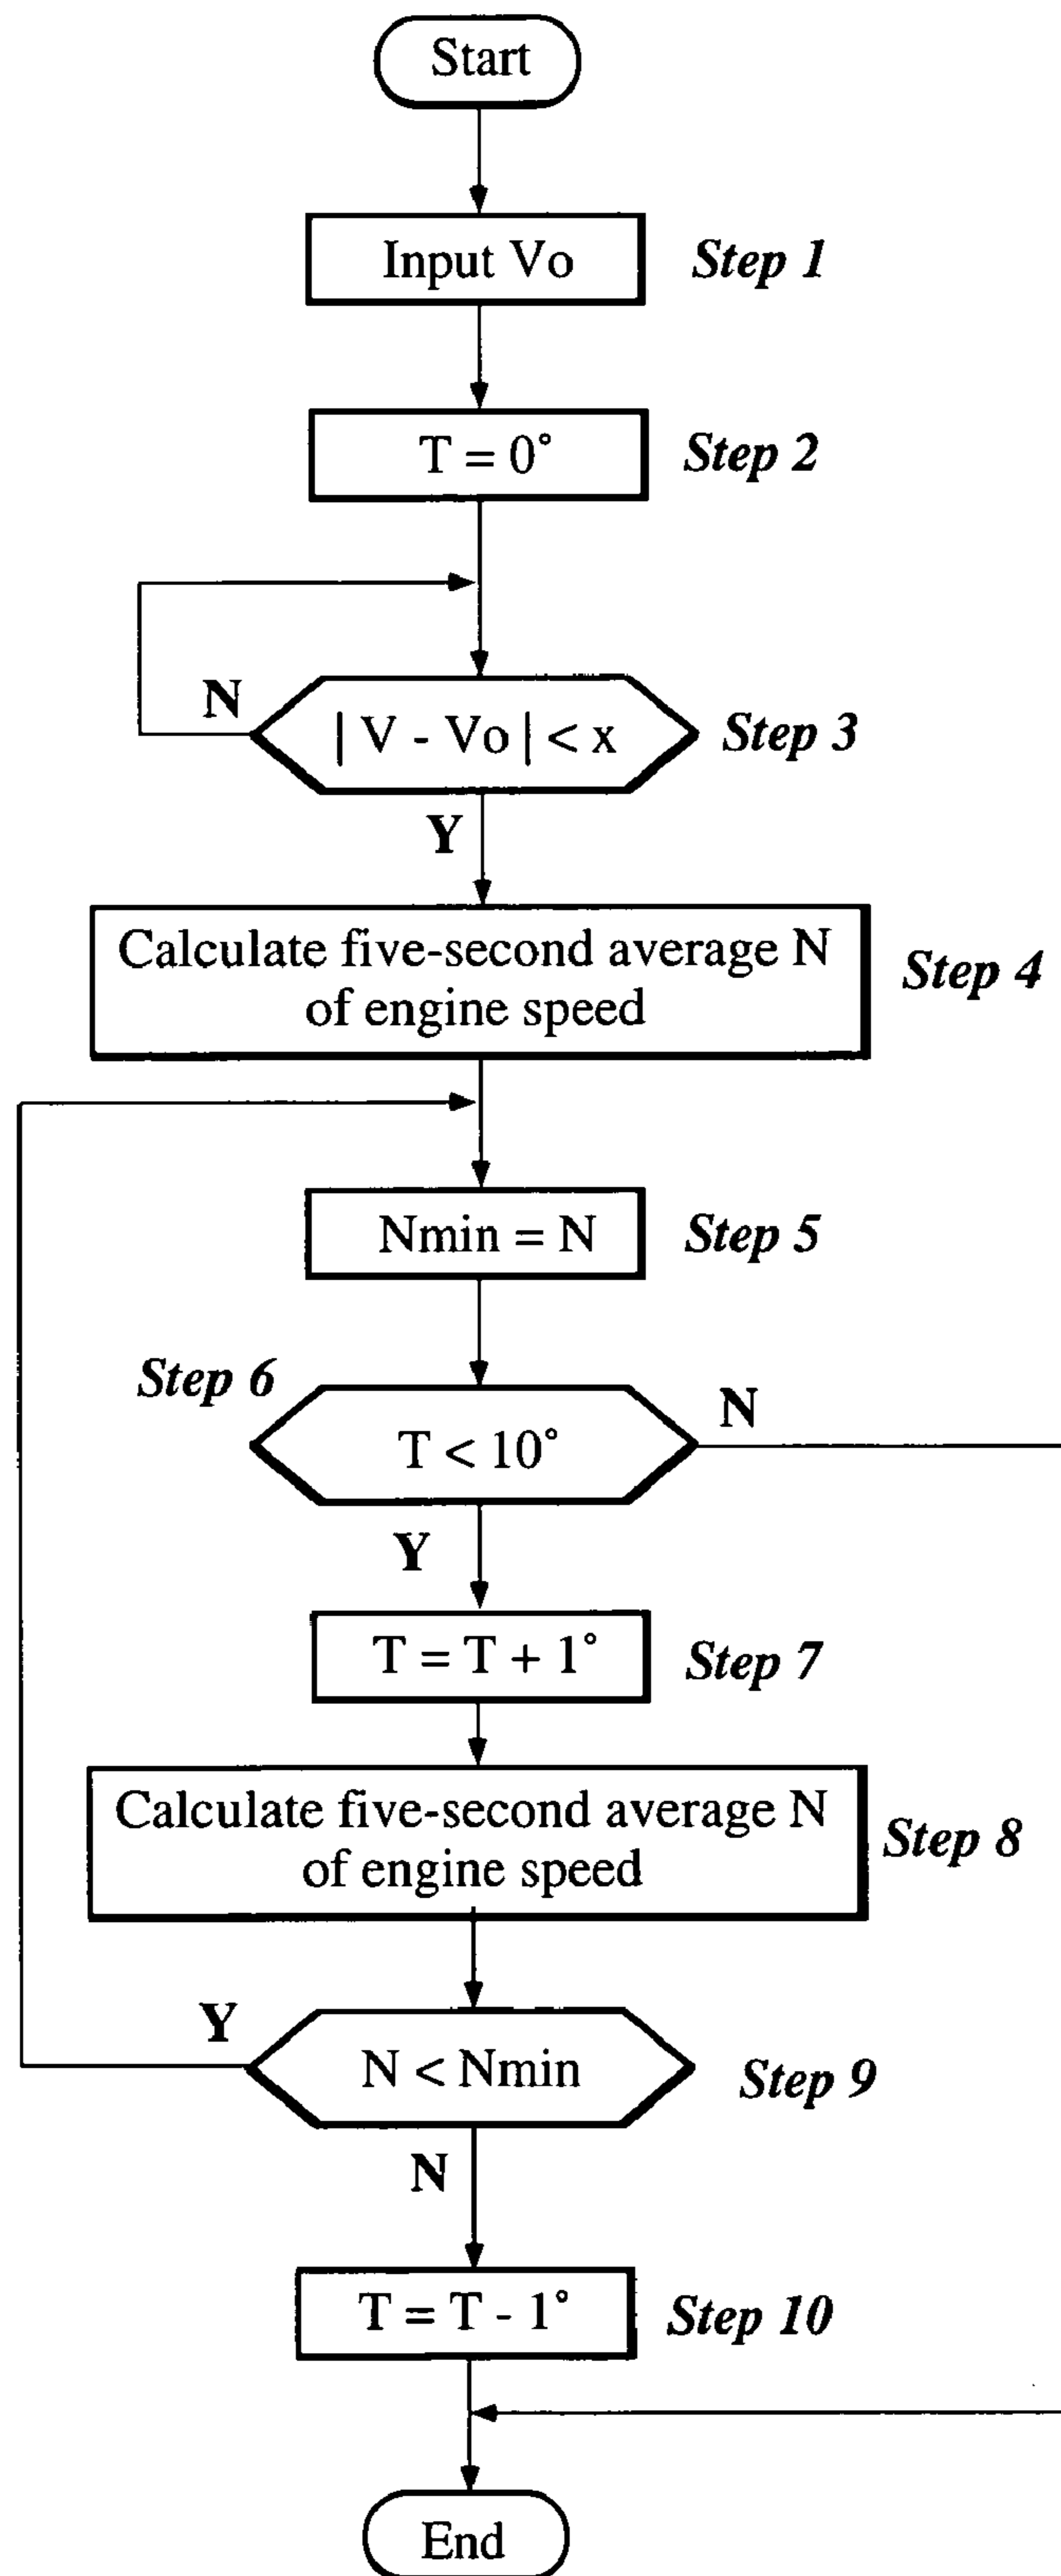 Start
Input Vo
Step 1
T = 0°
Step 2
N
| V - Vo | < x
Step 3
Y
Calculate five-second average N
of engine speed
Step 4
Nmin = N
Step 5
Step 6
T < 10°
N
Y
T = T + 1°
Step 7
Calculate five-second average N
of engine speed
Step 8
Y
N < Nmin
Step 9
N
T = T - 1°
Step 10
End